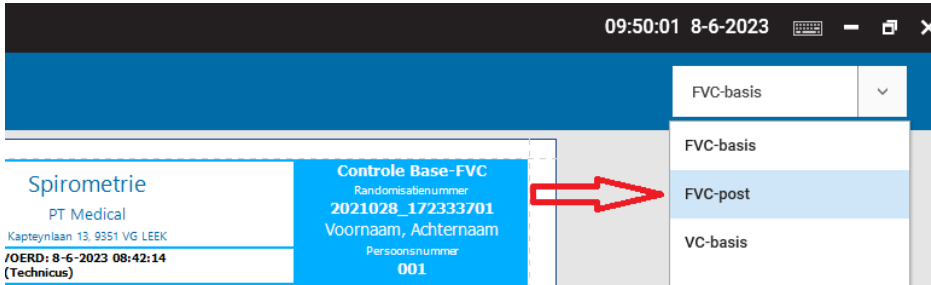 09:50:01 8-6-2023
FVC-basis
FVC-basis
FVC-post
VC-basis
Spirometrie
PT Medical
Kapteynlaan 13, 9351 VG LEEK
VOERD: 8-6-2023 08:42:14
(Technicus)
Controle Base-FVC
Randomisatienummer
2021028_172333701
Voornaam, Achternaam
Persoonsnummer
001